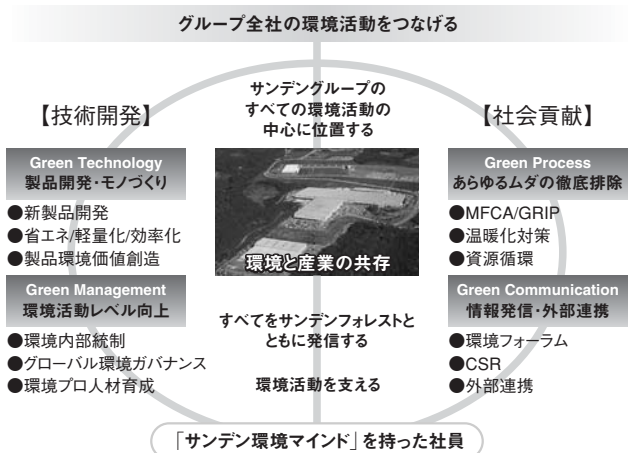 グループ全社の環境活動をつなげる
サンデングループの
すべての環境活動の
中心に位置する
【技術開発】
Green Technology
製品開発・モノづくり
●新製品開発
●省エネ/軽量化/効率化
●製品環境価値創造
Green Management
環境活動レベル向上
●環境内部統制
●グローバル環境ガバナンス
●環境プロ人材育成
環境と産業の共存
すべてをサンデンフォレストと
ともに発信する
環境活動を支える
【社会貢献】
Green Process
あらゆるムダの徹底排除
●MFCA/GRIP
●温暖化対策
●資源循環
Green Communication
情報発信・外部連携
●環境フォーラム
●CSR
●外部連携
「サンデン環境マインド」を持った社員